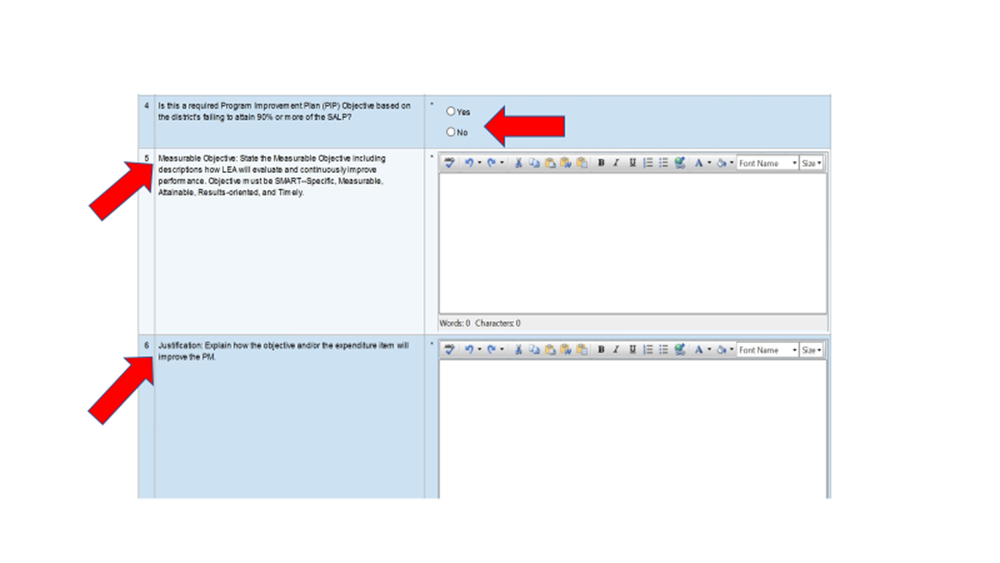 4 Is this a required Program Improvement Plan (PIP) Objective based on
the district's failing to attain 90% or more of the SALP?
*
Yes
No
5 Measurable Objective: State the Measurable Objective including
descriptions how LEA will evaluate and continuously improve
performance. Objective must be SMART--Specific, Measurable,
Attainable, Results-oriented, and Timely.
*
B I U A Font Name Size
Words: 0 Characters: 0
6 Justification: Explain how the objective and/or the expenditure item will
improve the PM.
*
B I U A Font Name Size